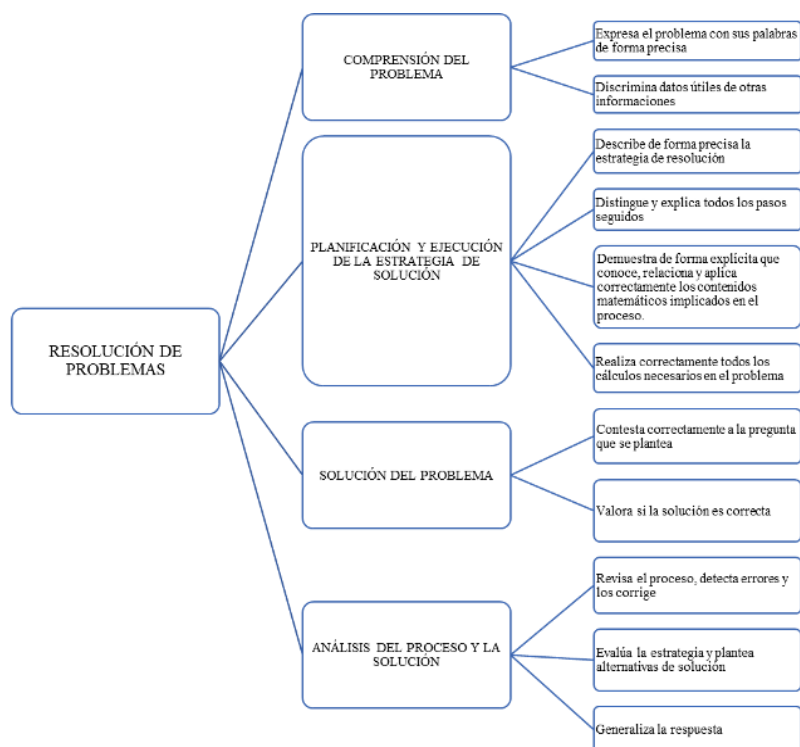 RESOLUCIÓN DE
PROBLEMAS
COMPRENSIÓN DEL
PROBLEMA
Expresa el problema con sus palabras
de forma precisa
Discrimina datos útiles de otras
informaciones
PLANIFICACIÓN Y EJECUCIÓN
DE LA ESTRATEGIA DE
SOLUCIÓN
Describe de forma precisa la
estrategia de resolución
Distingue y explica todos los pasos
seguidos
Demuestra de forma explícita que
conoce, relaciona y aplica
correctamente los contenidos
matemáticos implicados en el
proceso.
Realiza correctamente todos los
cálculos necesarios en el problema
SOLUCIÓN DEL PROBLEMA
Contesta correctamente a la pregunta
que se plantea
Valora si la solución es correcta
ANÁLISIS DEL PROCESO Y LA
SOLUCIÓN
Revisa el proceso, detecta errores y
los corrige
Evalúa la estrategia y plantea
alternativas de solución
Generaliza la respuesta